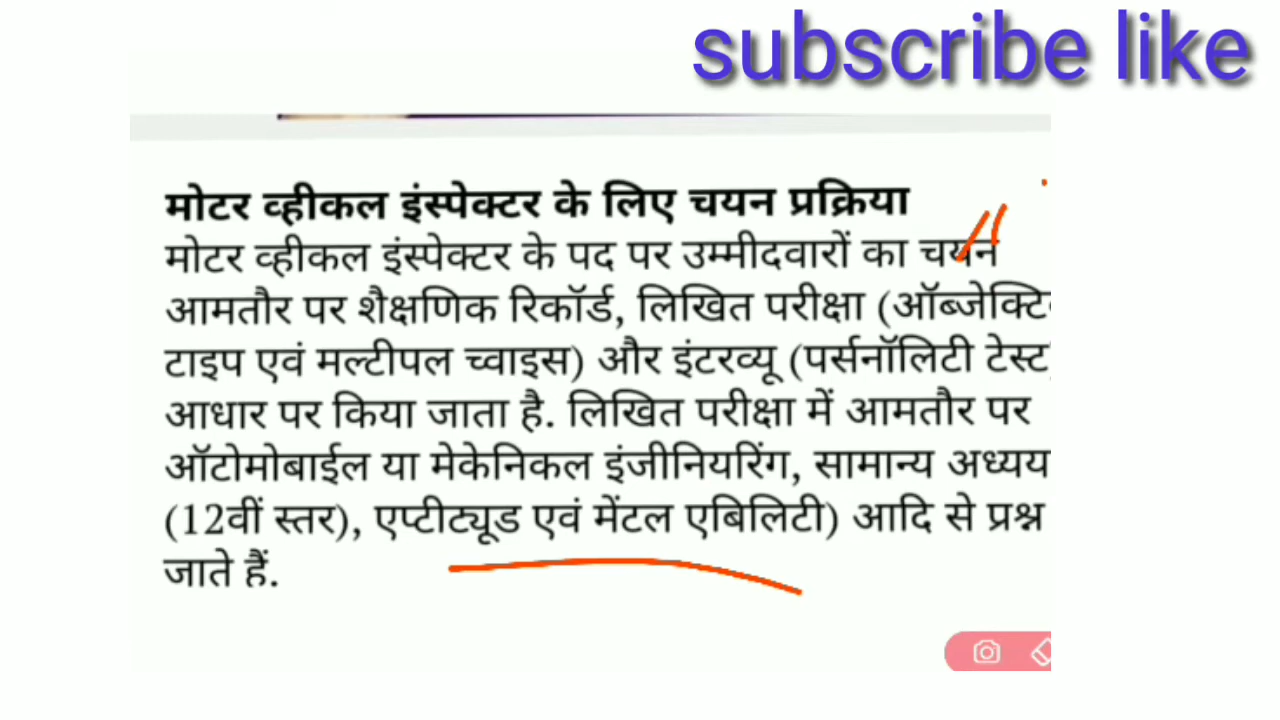 subscribe like
मोटर व्हीकल इंस्पेक्टर के लिए चयन प्रक्रिया
मोटर व्हीकल इंस्पेक्टर के पद पर उम्मीदवारों का चयन
आमतौर पर शैक्षणिक रिकॉर्ड, लिखित परीक्षा
टाइप एवं मल्टीपल च्वाइस) और इंटरव्यू (पर्सनॉलिटी टेस्ट
आधार पर किया जाता है. लिखित परीक्षा में आमतौर पर
ऑटोमोबाईल या मेकेनिकल इंजीनियरिंग, सामान्य
(12वीं स्तर), एप्टीट्यूड एवं मेंटल एबिलिटी) आदि से प्रश्न
जाते हैं.